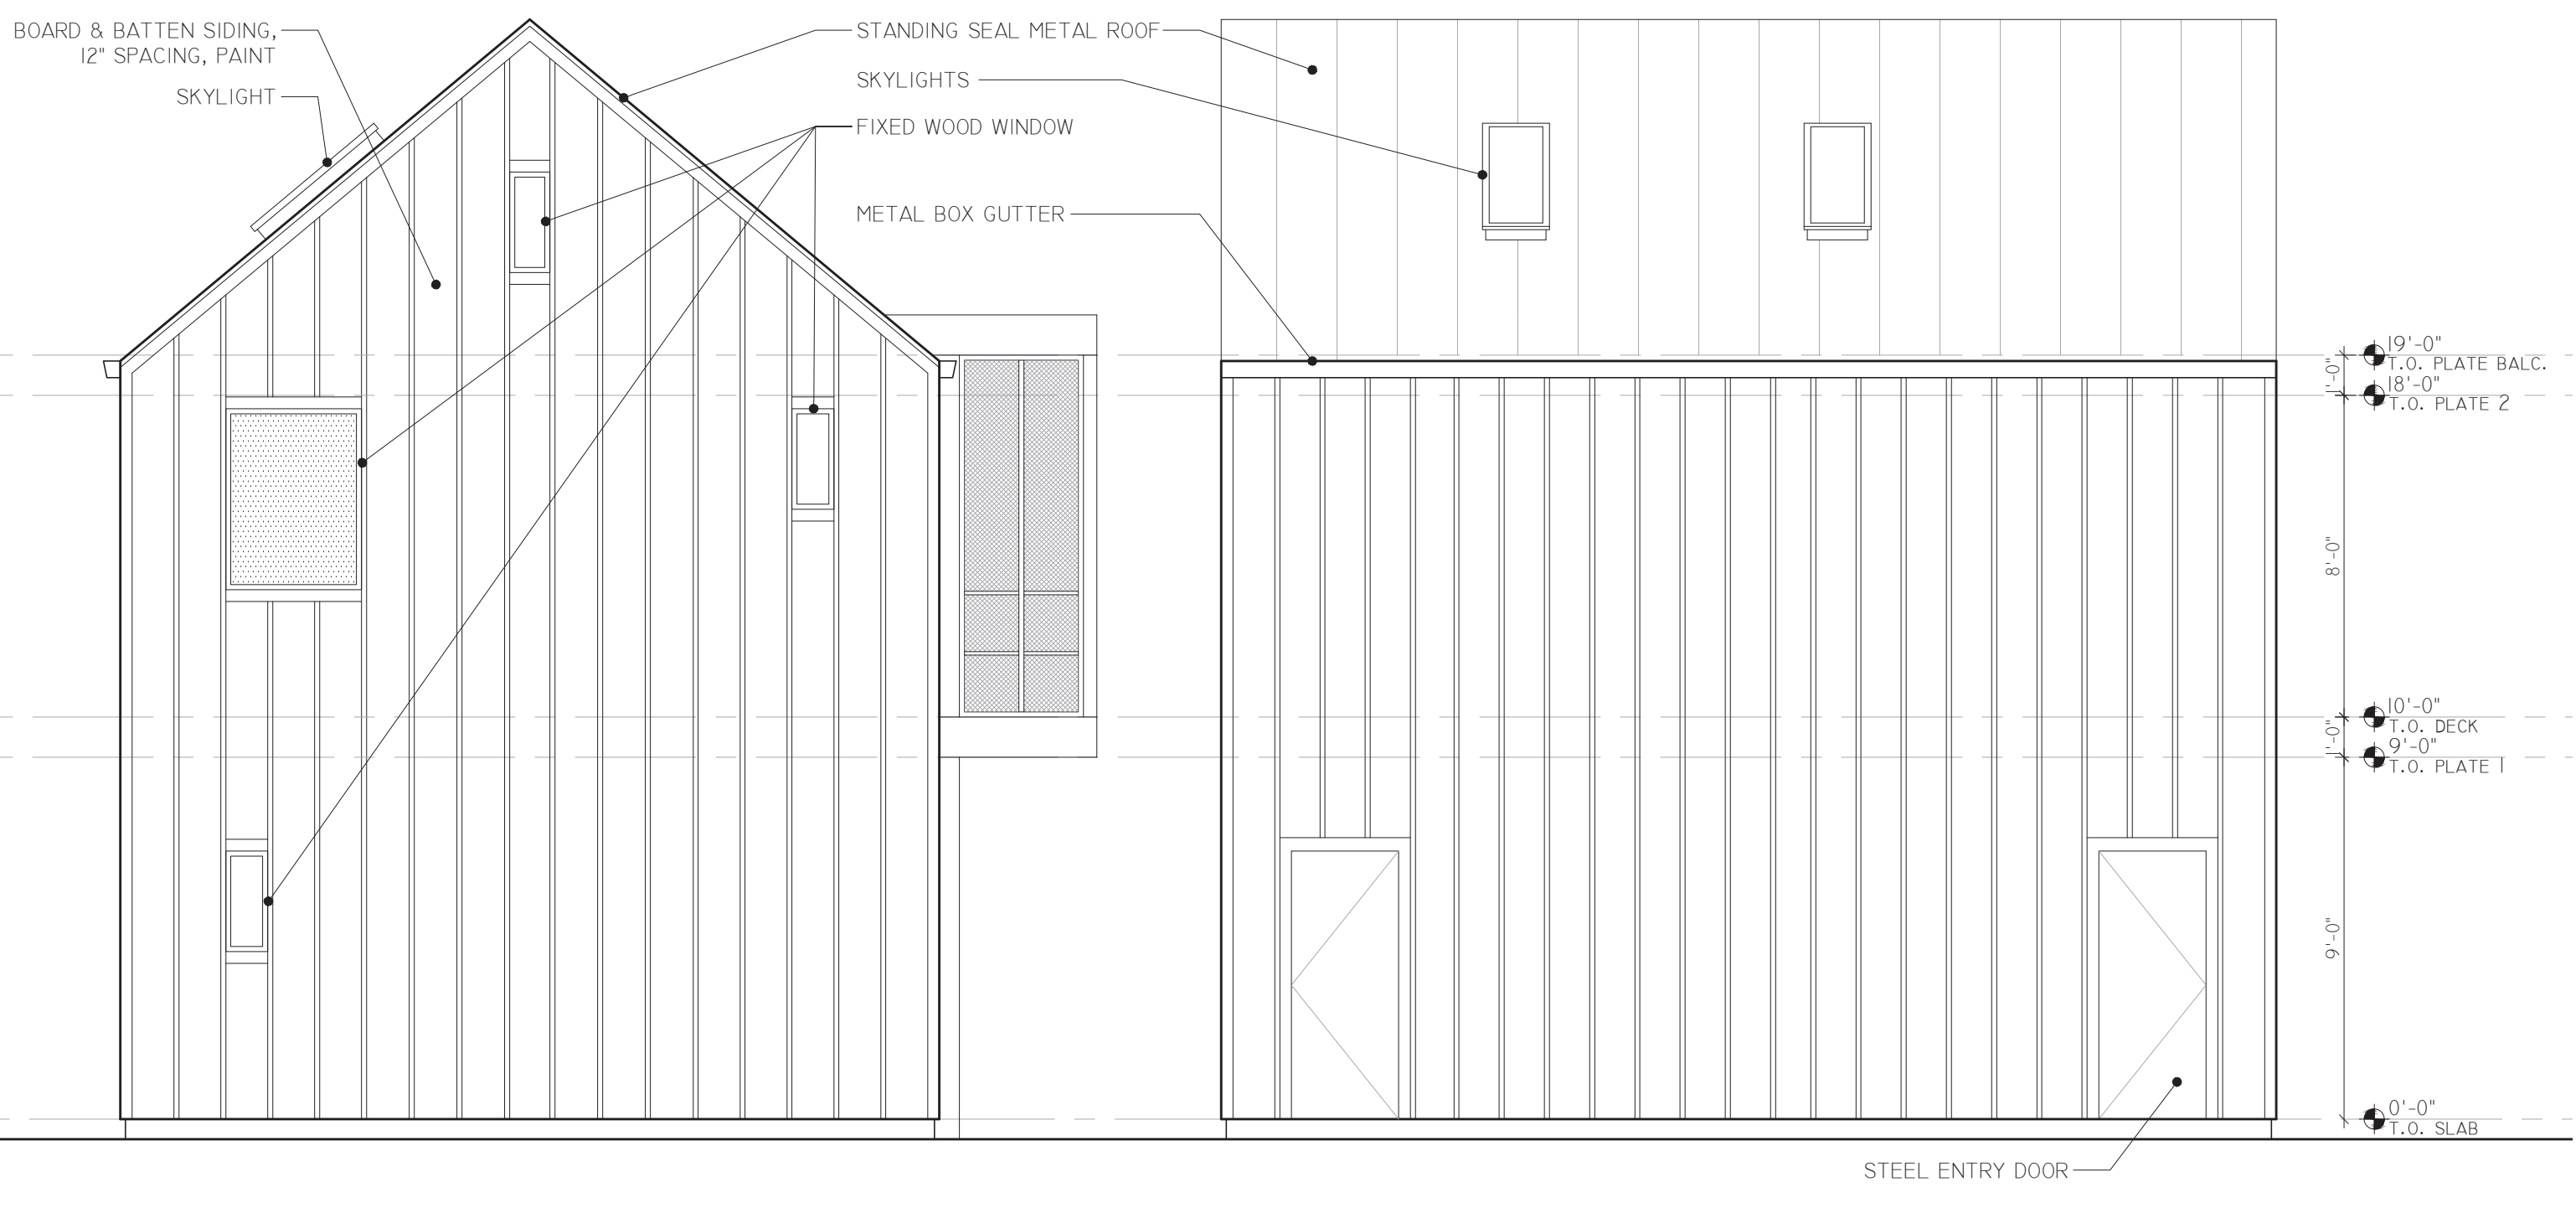 BOARD & BATTEN SIDING,
12" SPACING, PAINT
SKYLIGHT
STANDING SEAL METAL ROOF
SKYLIGHTS
FIXED WOOD WINDOW
METAL BOX GUTTER
19'-0"
T.O. PLATE BALC.
1'-0"
18'-0"
T.O. PLATE 2
8'-0"
10'-0"
T.O. DECK
1'-0"
9'-0"
T.O. PLATE 1
9'-0"
0'-0"
T.O. SLAB
STEEL ENTRY DOOR